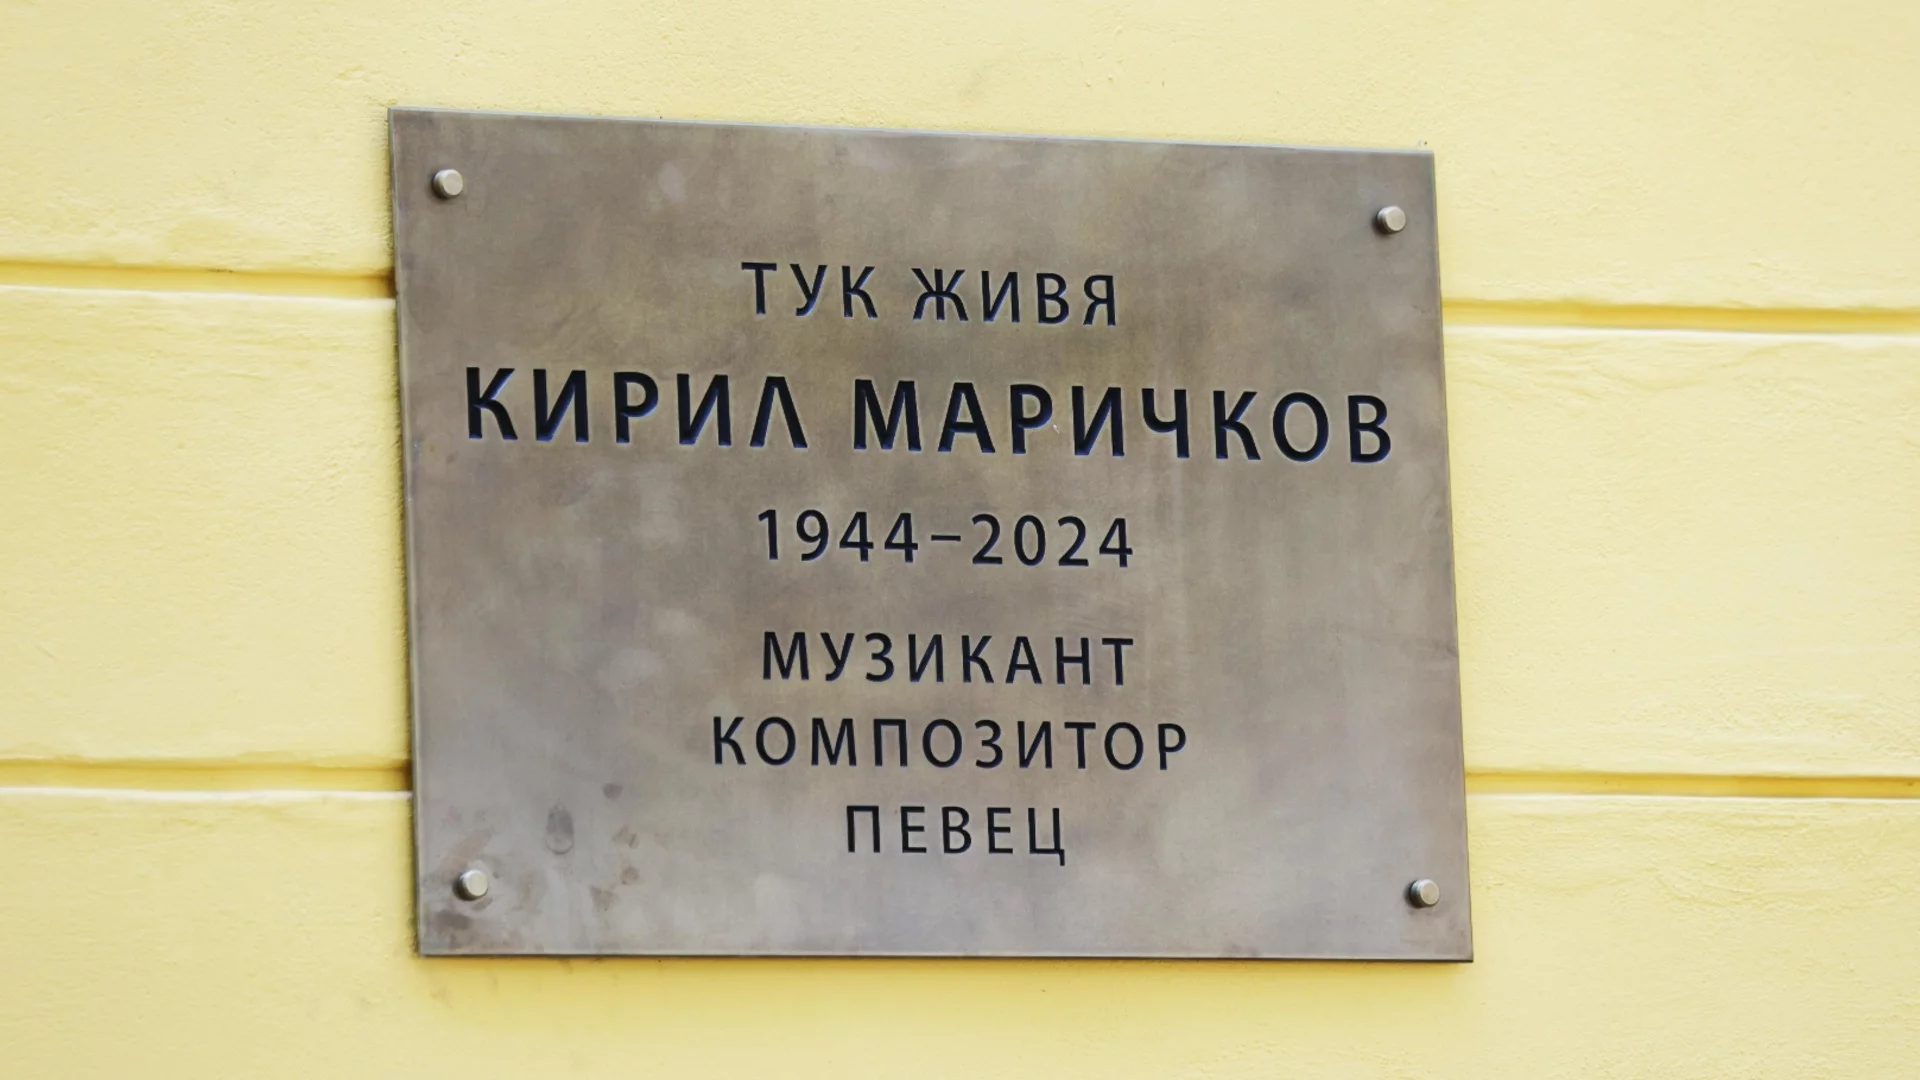 ТУК ЖИВЯ
КИРИЛ МАРИЧКОВ
1944–2024
МУЗИКАНТ
КОМПОЗИТОР
ПЕВЕЦ